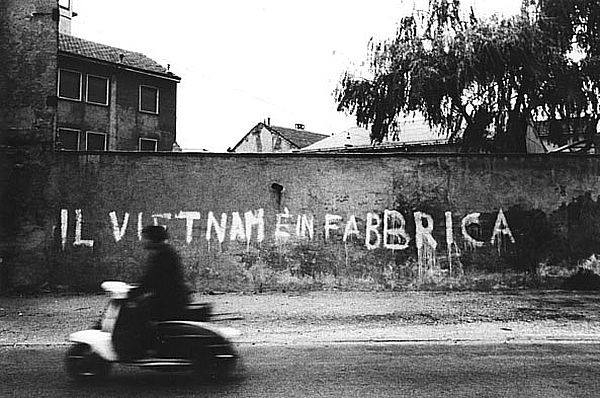 IL VIETNAM È IN FABBRICA